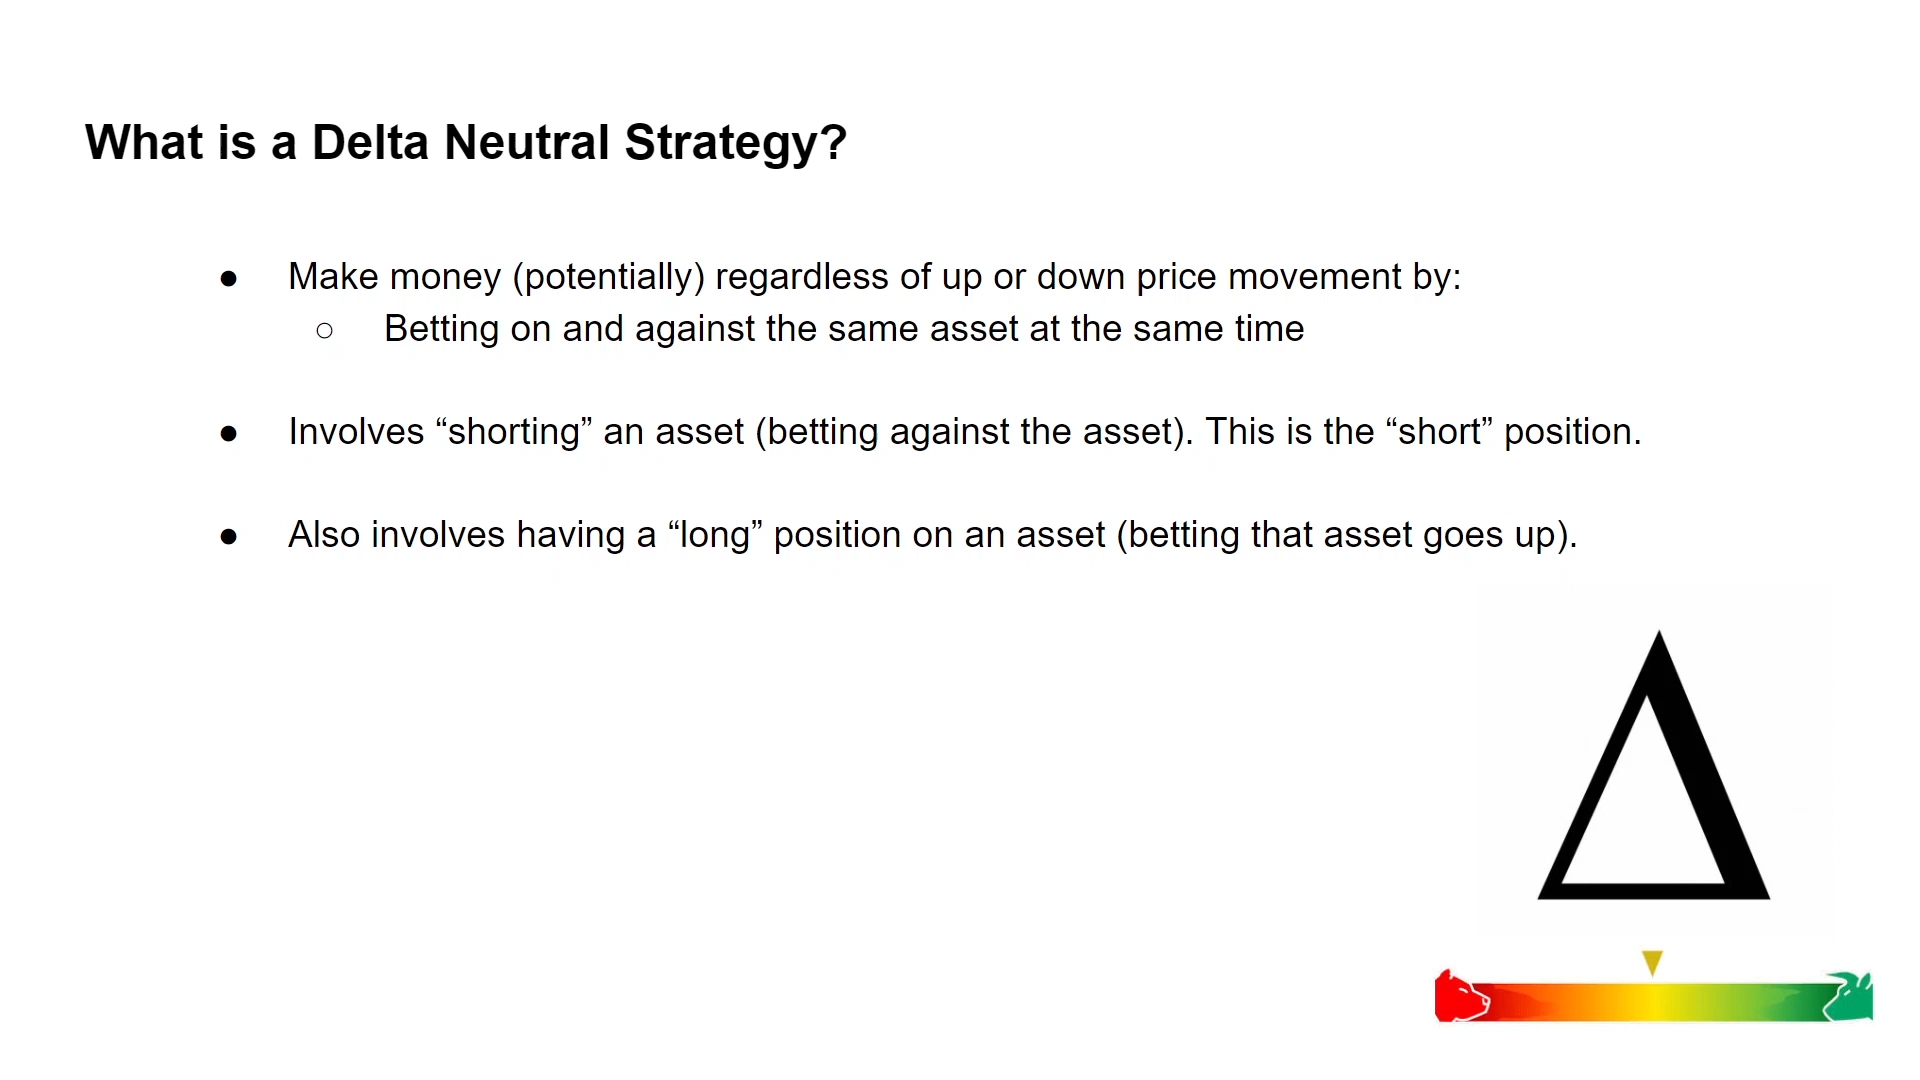 What is a Delta Neutral Strategy?
● Make money (potentially) regardless of up or down price movement by:
○ Betting on and against the same asset at the same time
● Involves “shorting” an asset (betting against the asset). This is the “short” position.
● Also involves having a “long” position on an asset (betting that asset goes up).
Δ